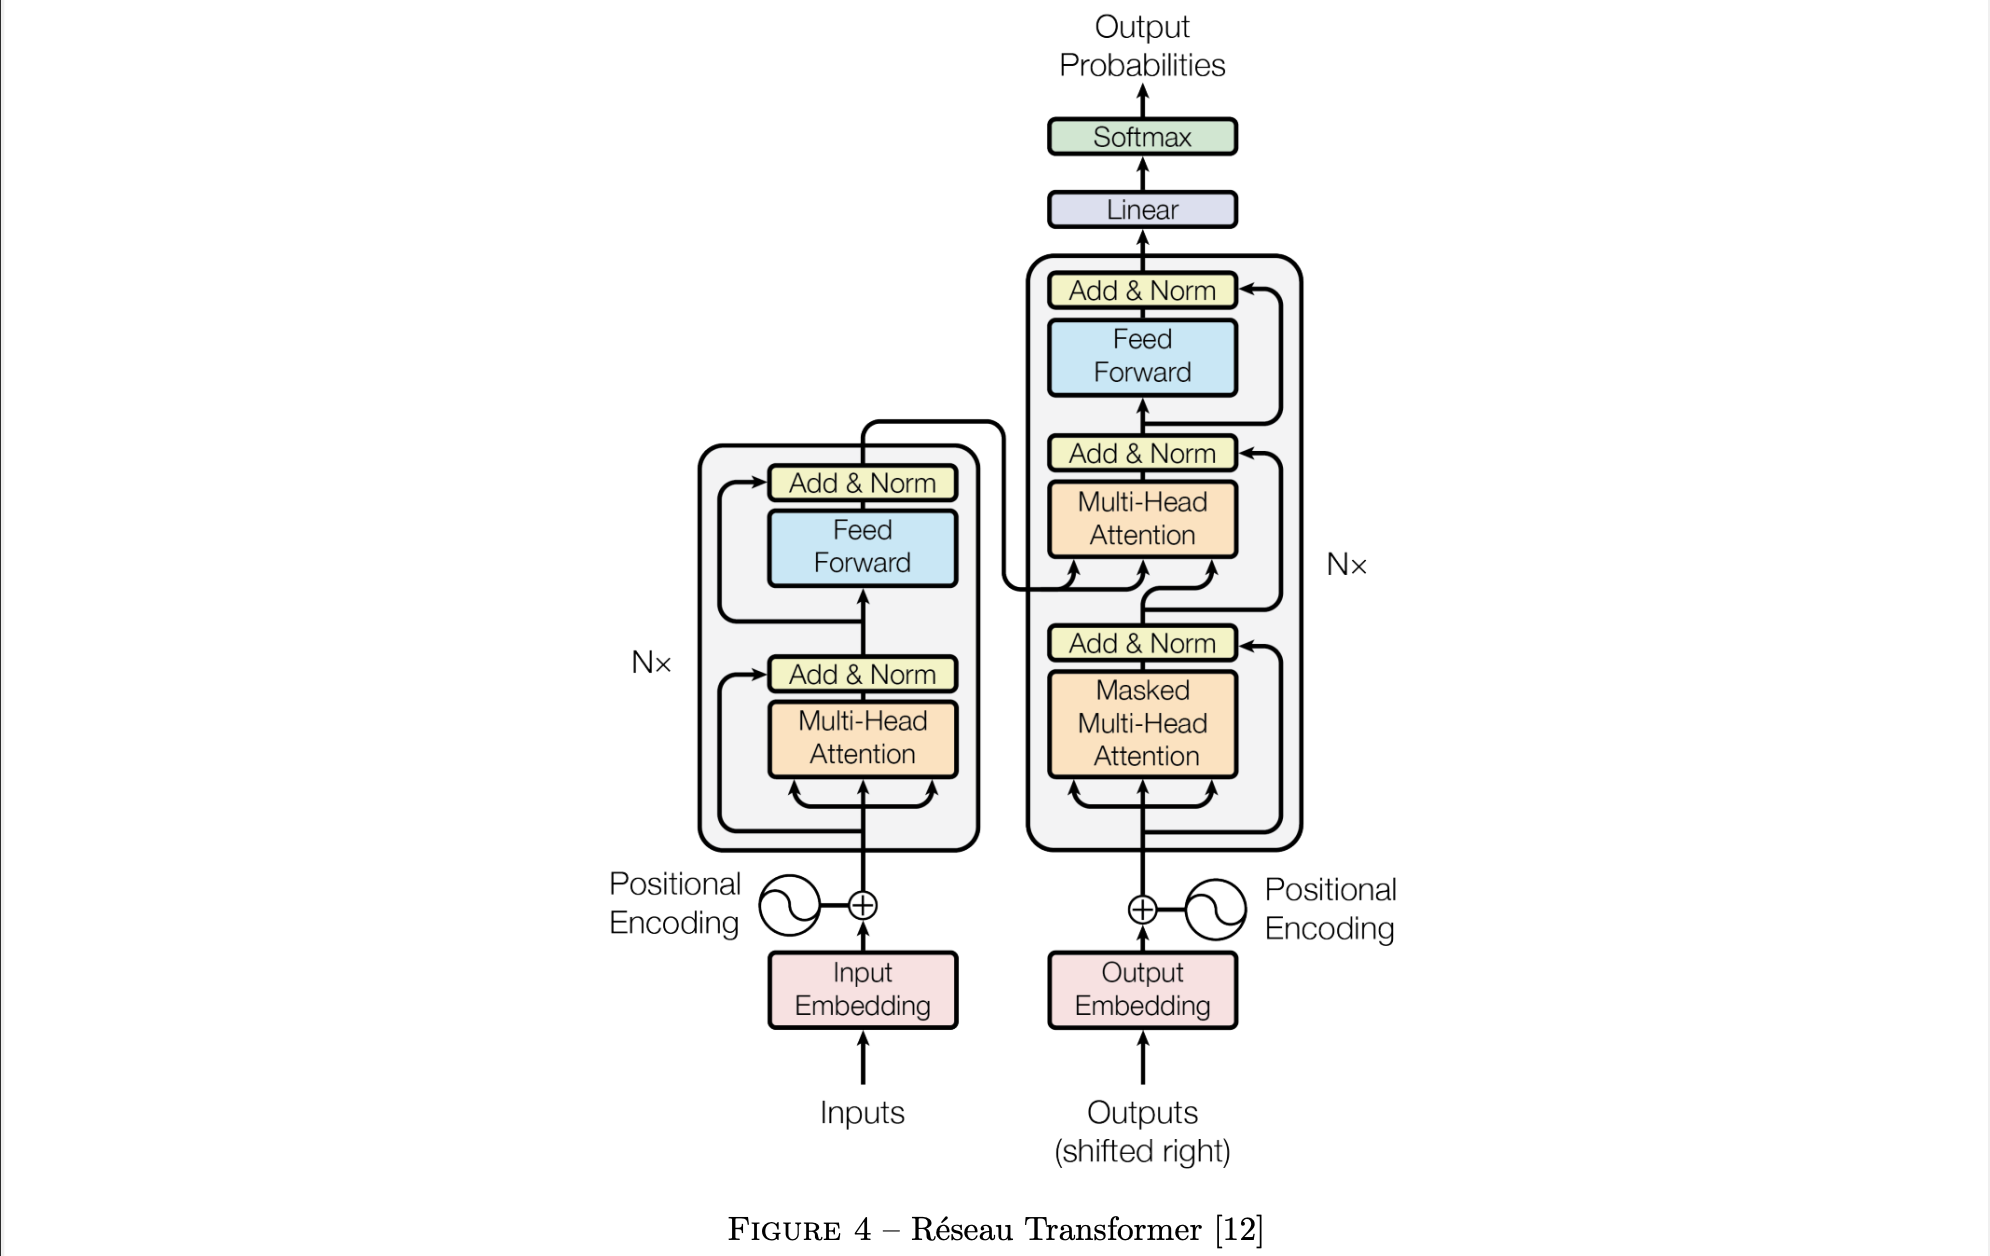 Output
Probabilities
Softmax
Linear
Add & Norm
Feed
Forward
Add & Norm
Multi-Head
Attention
Add & Norm
Masked
Multi-Head
Attention
N×
Add & Norm
Feed
Forward
Add & Norm
Multi-Head
Attention
N×
Positional
Encoding
Positional
Encoding
Input
Embedding
Output
Embedding
Inputs
Outputs
(shifted right)
FIGURE 4 – Réseau Transformer [12]